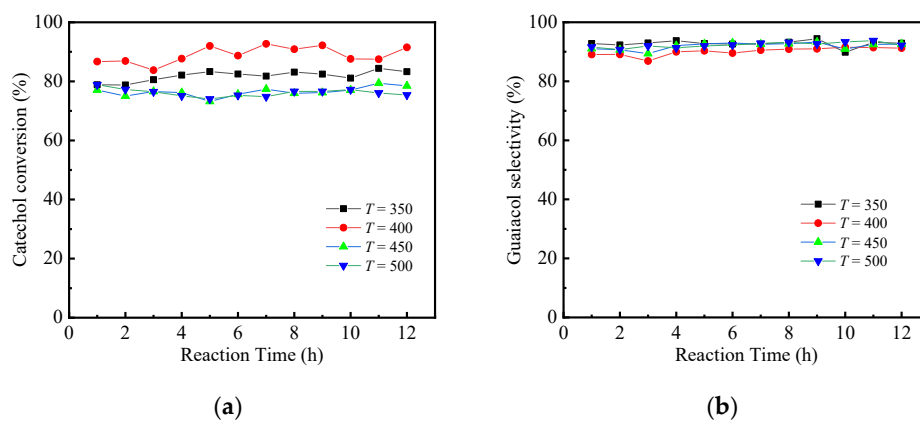 100
80
60
40
20
0
Catechol conversion (%)
T = 350
T = 400
T = 450
T = 500
0 2 4 6 8 10 12
Reaction Time (h)
(a)
100
80
60
40
20
0
Guaiacol selectivity (%)
T = 350
T = 400
T = 450
T = 500
0 2 4 6 8 10 12
Reaction Time (h)
(b)